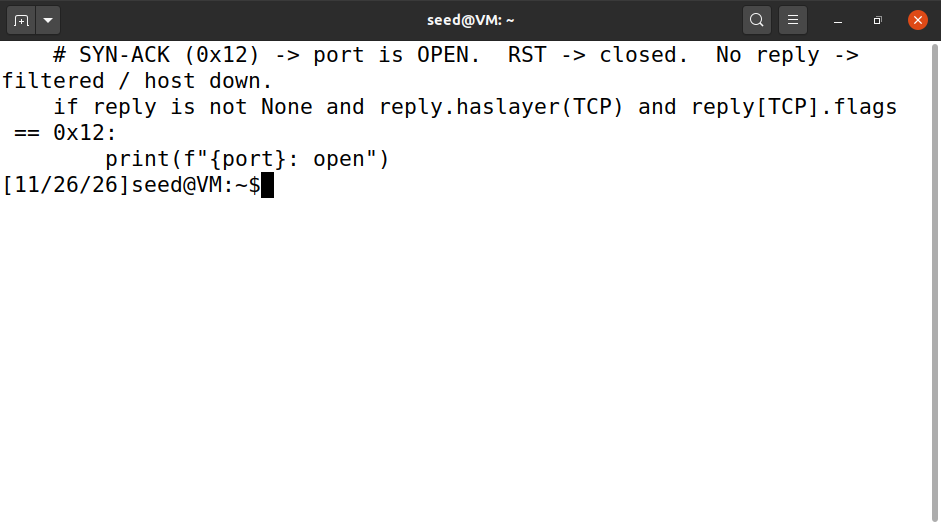 seed@VM: ~
    # SYN-ACK (0x12) -> port is OPEN.  RST -> closed.  No reply ->
filtered / host down.
    if reply is not None and reply.haslayer(TCP) and reply[TCP].flags
 == 0x12:
        print(f"{port}: open")
[11/26/26]seed@VM:~$